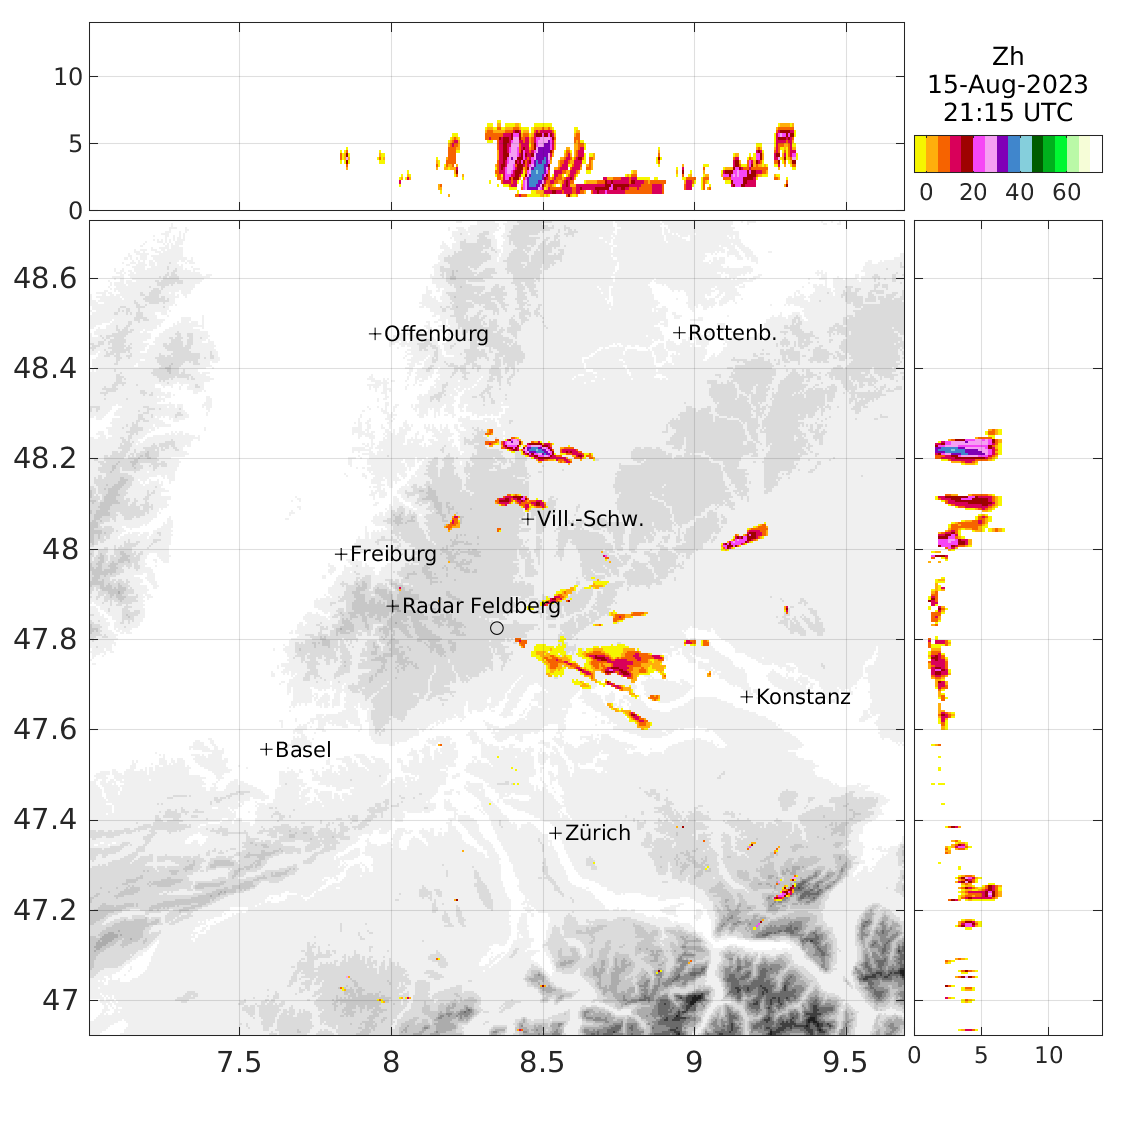 Zh
15-Aug-2023
21:15 UTC
0 20 40 60
10
5
0
48.6
48.4
48.2
48
47.8
47.6
47.4
47.2
47
Offenburg
Rottenb.
Vill.-Schw.
Freiburg
Radar Feldberg
Konstanz
Basel
Zürich
7.5 8 8.5 9 9.5
0 5 10